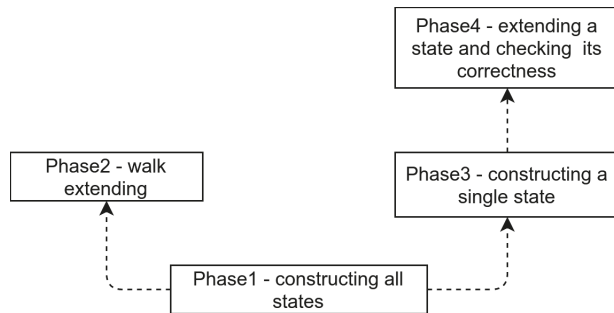 Phase4 - extending a
state and checking  its
correctness
Phase2 - walk
extending
Phase3 - constructing a
single state
Phase1 - constructing all
states